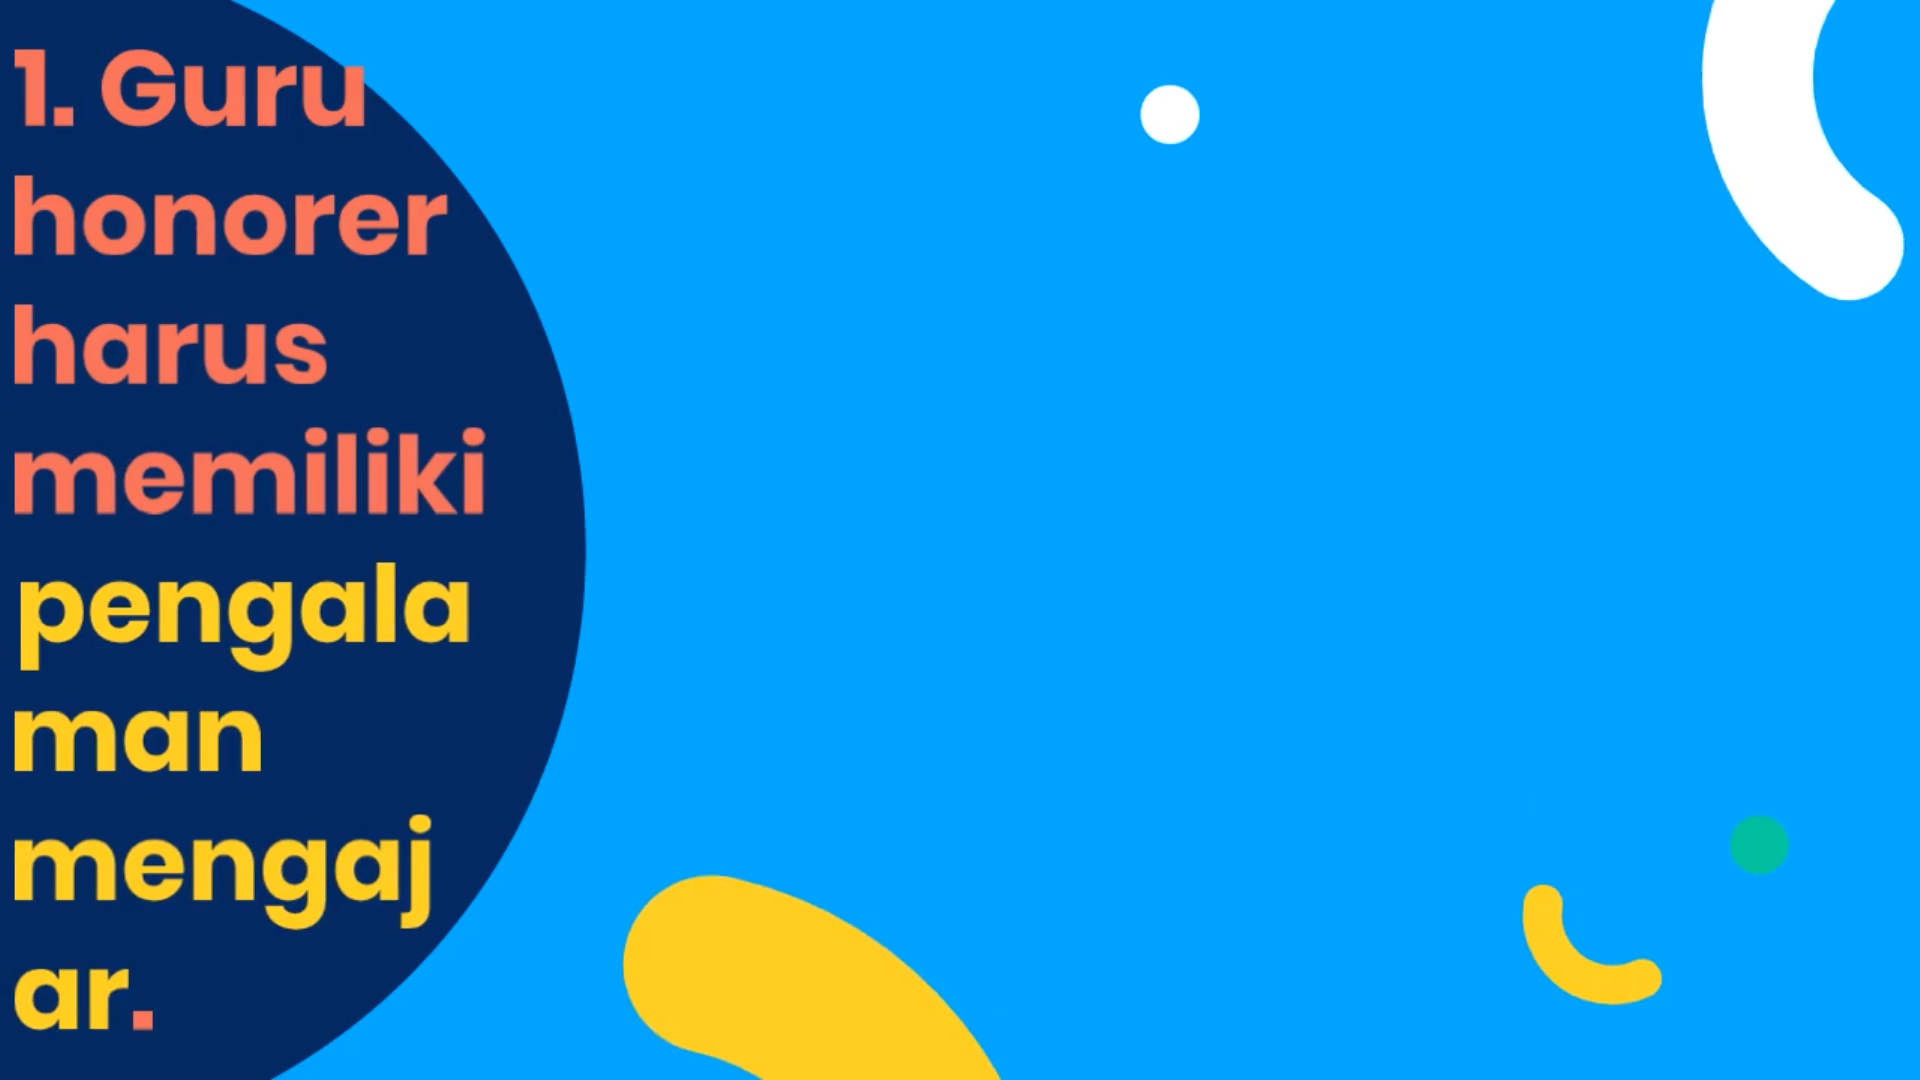 1. Guru
honorer
harus
memiliki
pengala
man
mengaj
ar.